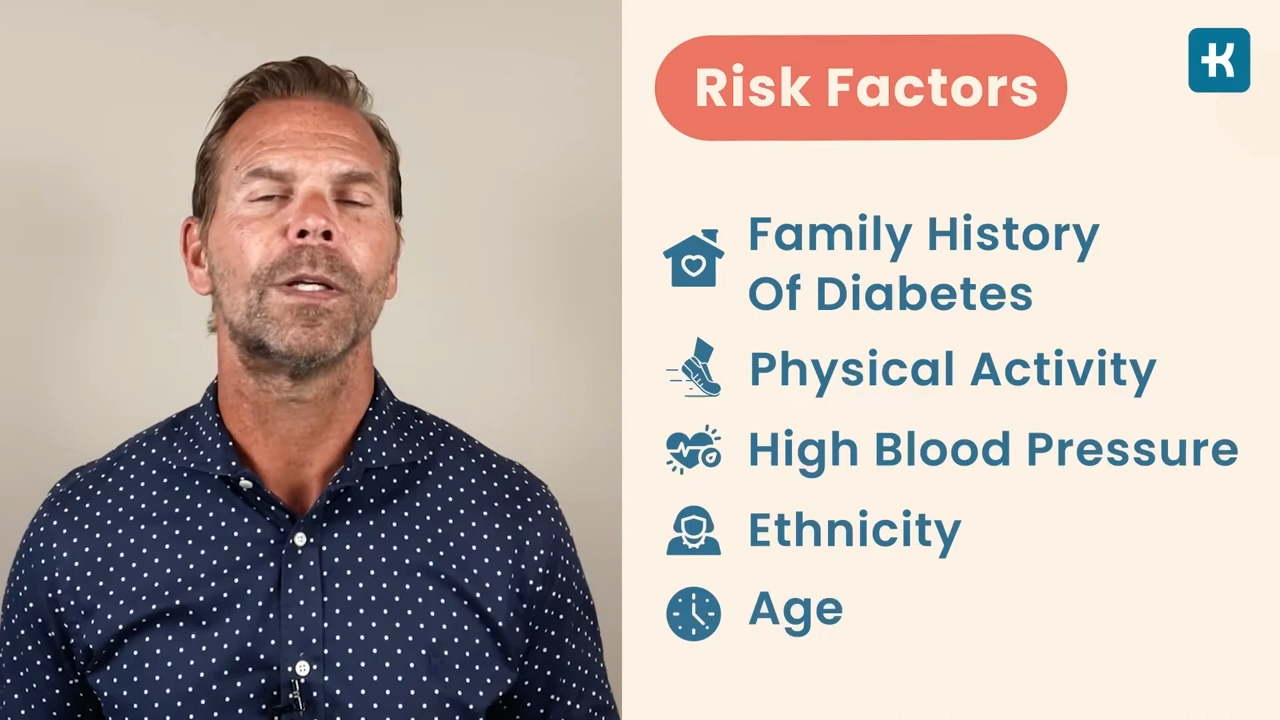 Risk Factors
K
Family History
Of Diabetes
Physical Activity
High Blood Pressure
Ethnicity
Age